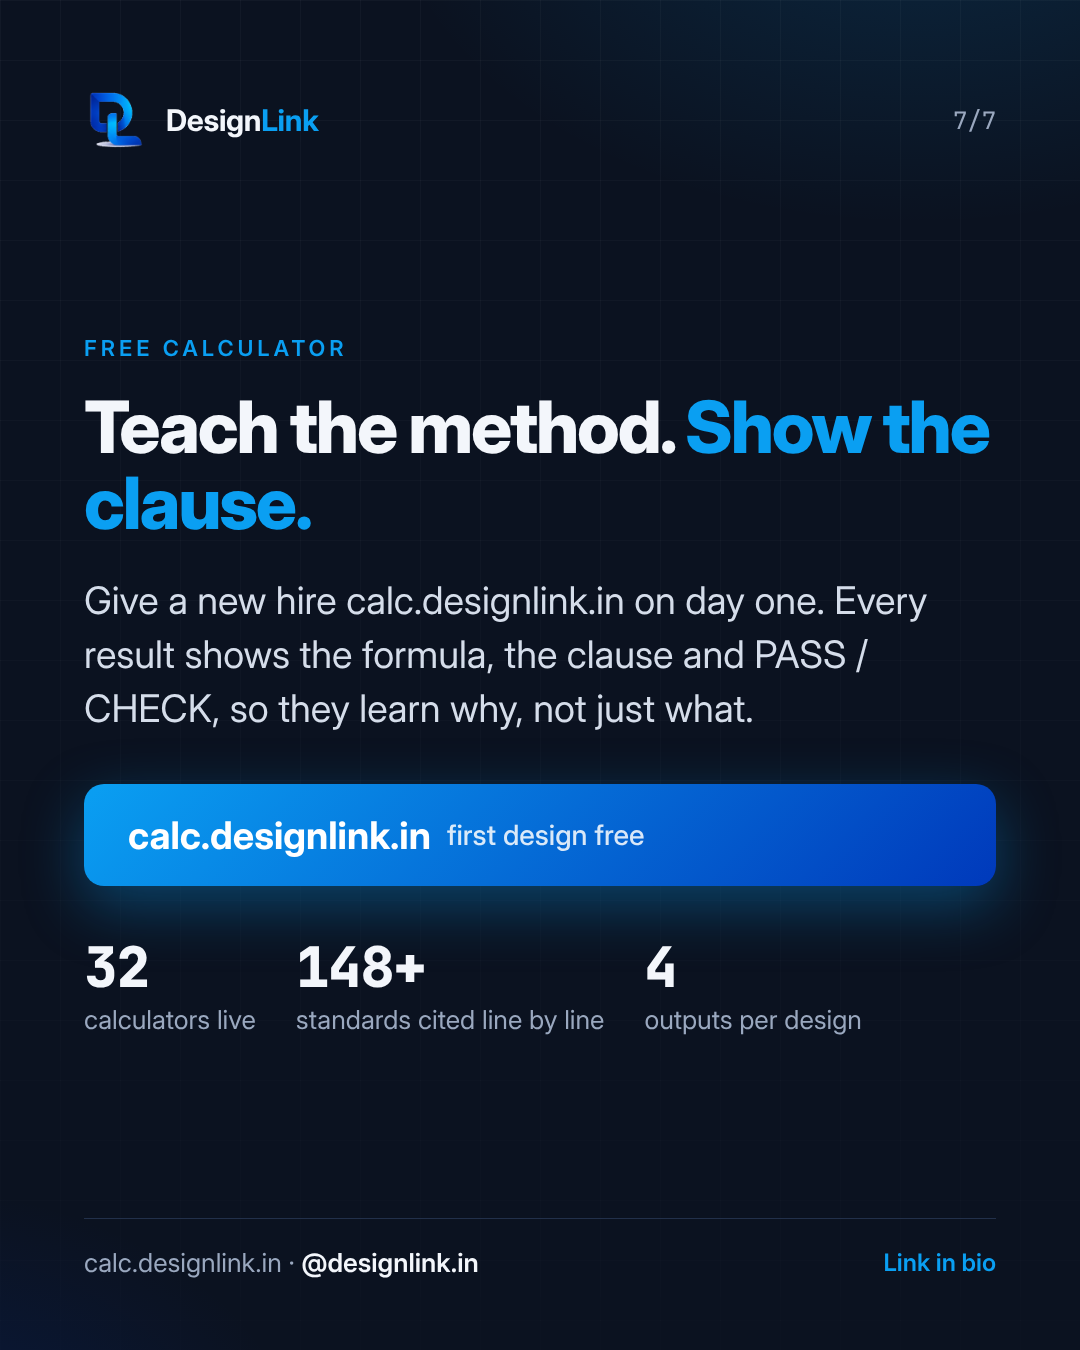 DesignLink
7/7
FREE CALCULATOR
Teach the method. Show the
clause.
Give a new hire calc.designlink.in on day one. Every
result shows the formula, the clause and PASS /
CHECK, so they learn why, not just what.
calc.designlink.in first design free
32
calculators live
148+
standards cited line by line
4
outputs per design
calc.designlink.in · @designlink.in
Link in bio